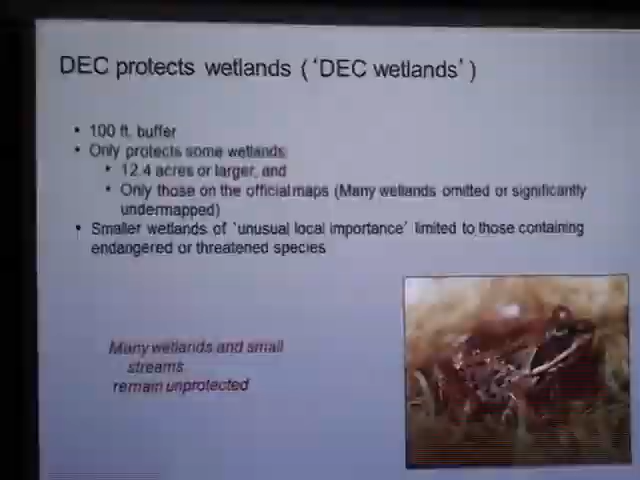 DEC protects wetlands (‘DEC wetlands’)
• 100 ft. buffer
• Only protects some wetlands
• 12.4 acres or larger, and
• Only those on the official maps (Many wetlands omitted or significantly
undermapped)
• Smaller wetlands of ‘unusual local importance’ limited to those containing
endangered or threatened species
Many wetlands and small
streams
remain unprotected